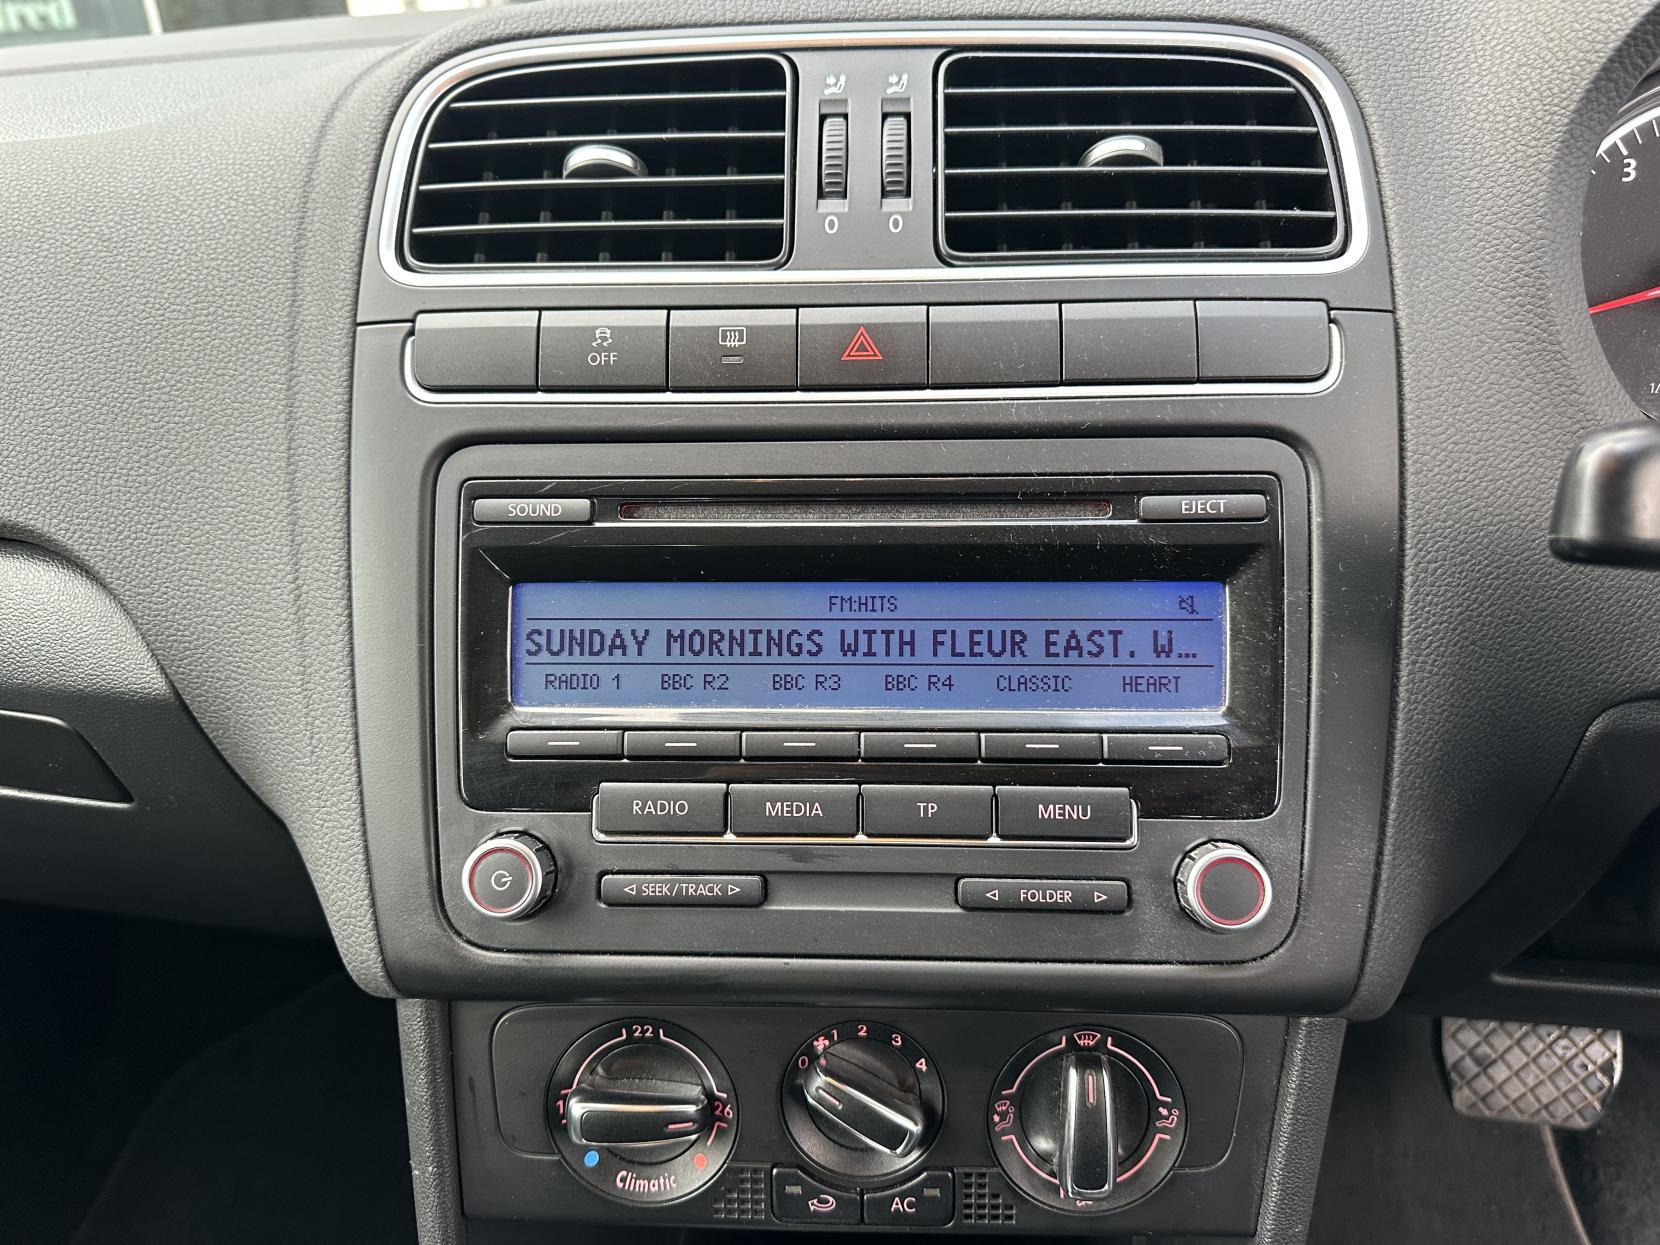 0 0
3
OFF
SOUND EJECT
FM:HITS
SUNDAY MORNINGS WITH FLEUR EAST. W...
RADIO 1 BBC R2 BBC R3 BBC R4 CLASSIC HEART
RADIO MEDIA TP MENU
SEEK/TRACK FOLDER
22
26
Climatic
0 1 2 3 4
AC